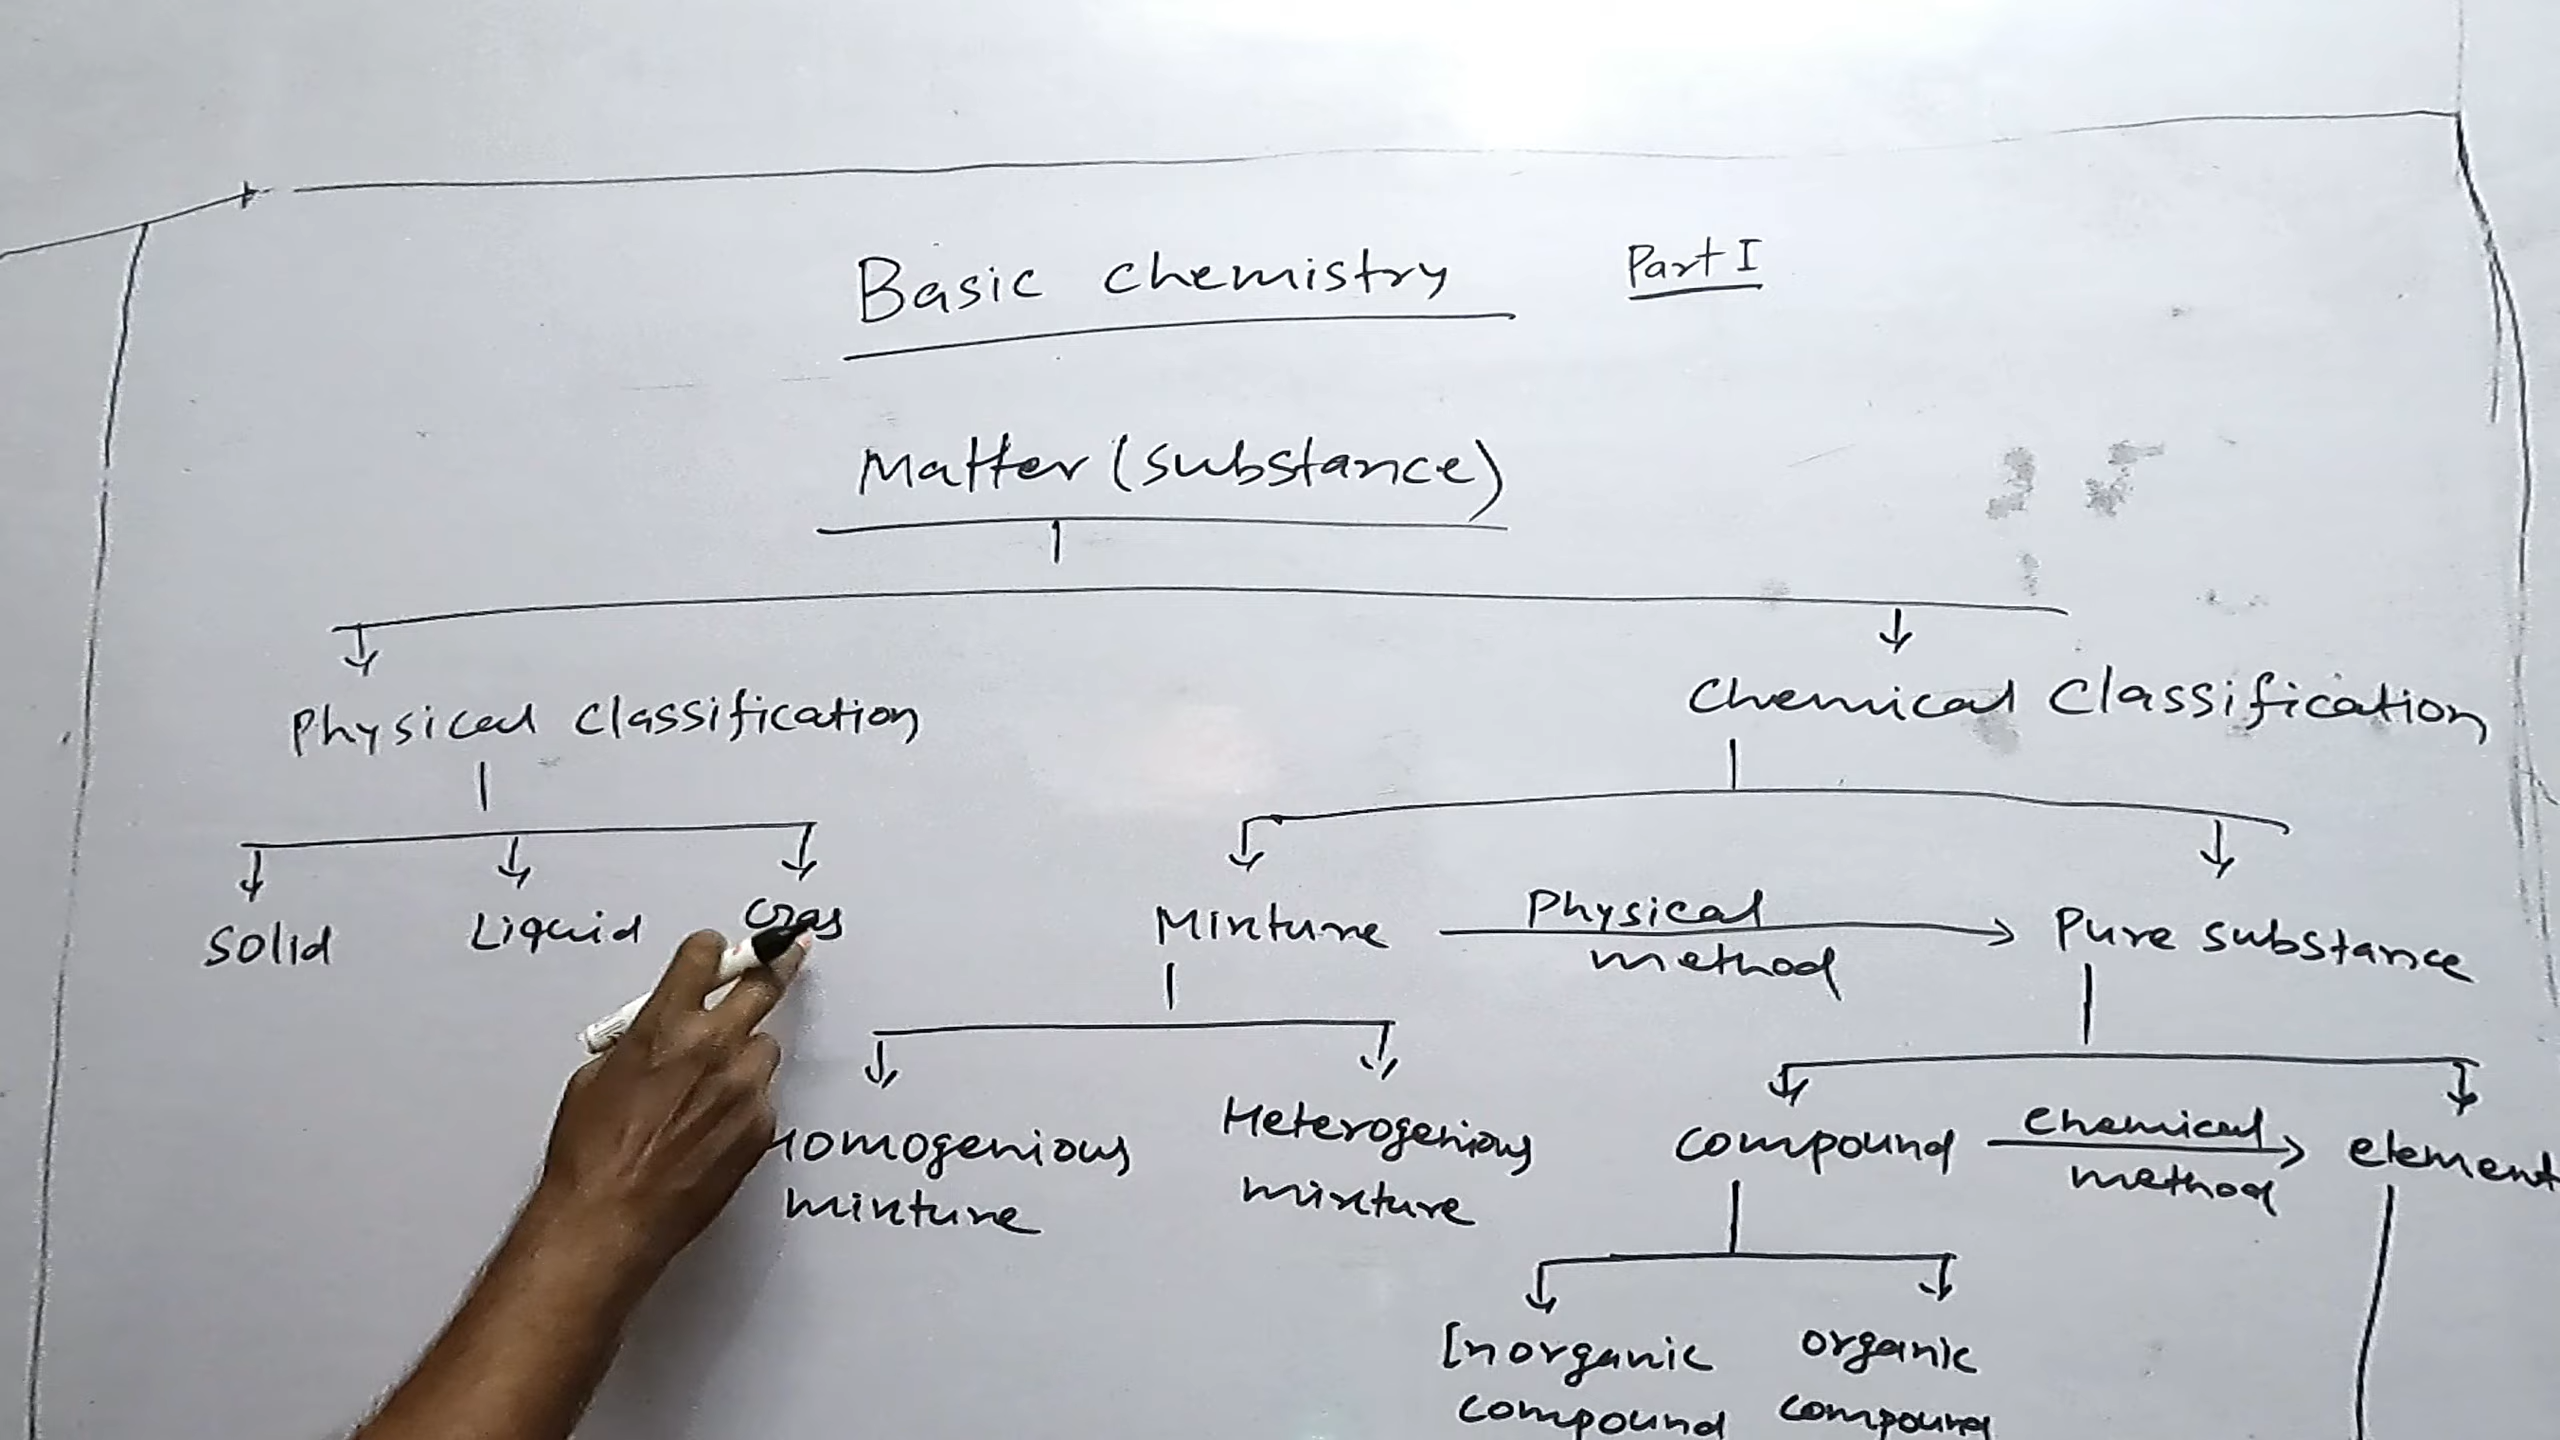 Basic chemistry Part I
Matter (substance)
Physical classification
Chemical Classification
Solid Liquid Gas
Mixture Physical method Pure substance
Homogenious mixture
Heterogenious mixture
compound chemical method element
Inorganic compound
organic compound